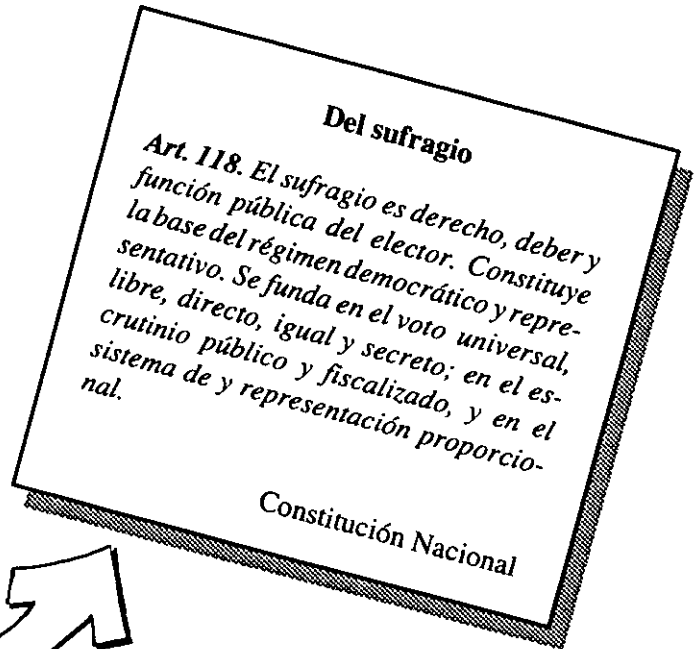 Del sufragio
Art. 118. El sufragio es derecho, deber y
función pública del elector. Constituye
la base del régimen democrático y repre-
sentativo. Se funda en el voto universal,
libre, directo, igual y secreto; en el es-
crutinio público y fiscalizado, y en el
sistema de y representación proporcio-
nal.
Constitución Nacional